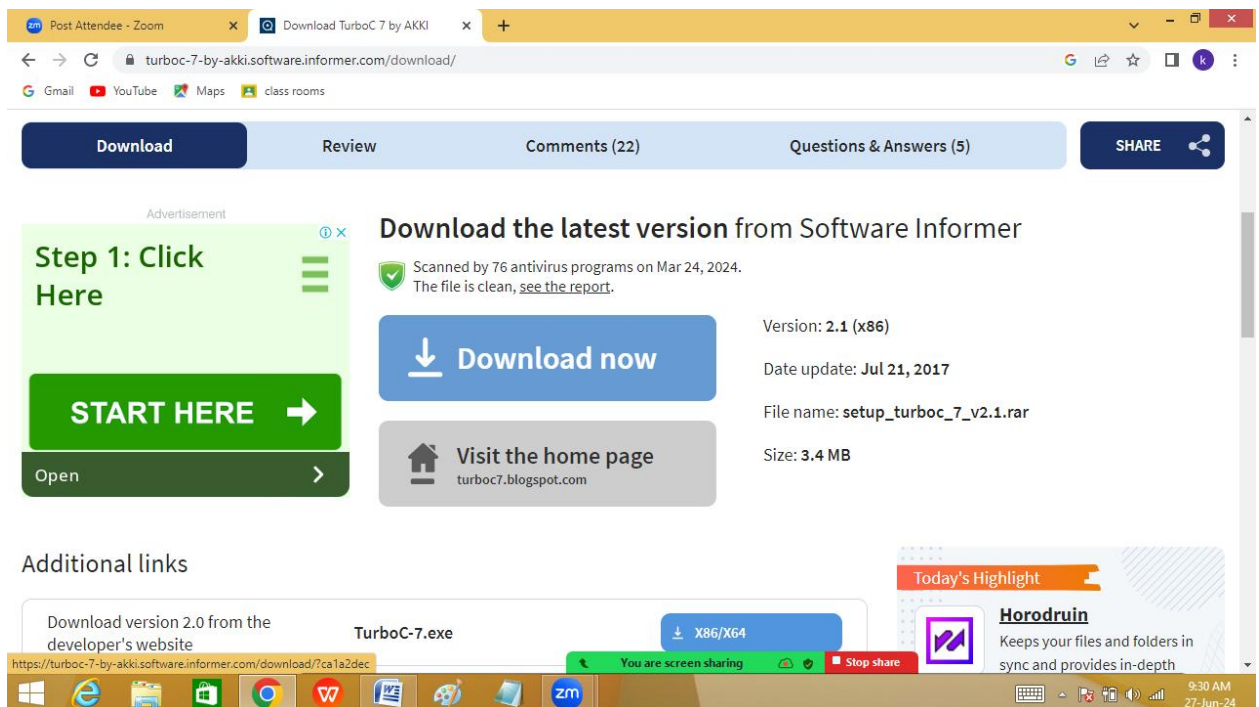 Post Attendee - Zoom
Download TurboC 7 by AKKI
turboc-7-by-akki.software.informer.com/download/
k
Gmail
YouTube
Maps
class rooms
Download
Review
Comments (22)
Questions & Answers (5)
SHARE
Advertisement
Step 1: Click
Here
START HERE
Open
Download the latest version from Software Informer
Scanned by 76 antivirus programs on Mar 24, 2024.
The file is clean, see the report.
Download now
Visit the home page
turboc7.blogspot.com
Version: 2.1 (x86)
Date update: Jul 21, 2017
File name: setup_turboc_7_v2.1.rar
Size: 3.4 MB
Additional links
Download version 2.0 from the
developer's website
TurboC-7.exe
X86/X64
Today's Highlight
Horodruin
Keeps your files and folders in
sync and provides in-depth
https://turboc-7-by-akki.software.informer.com/download/?ca1a2dec
You are screen sharing
Stop share
zm
9:30 AM
27-Jun-24